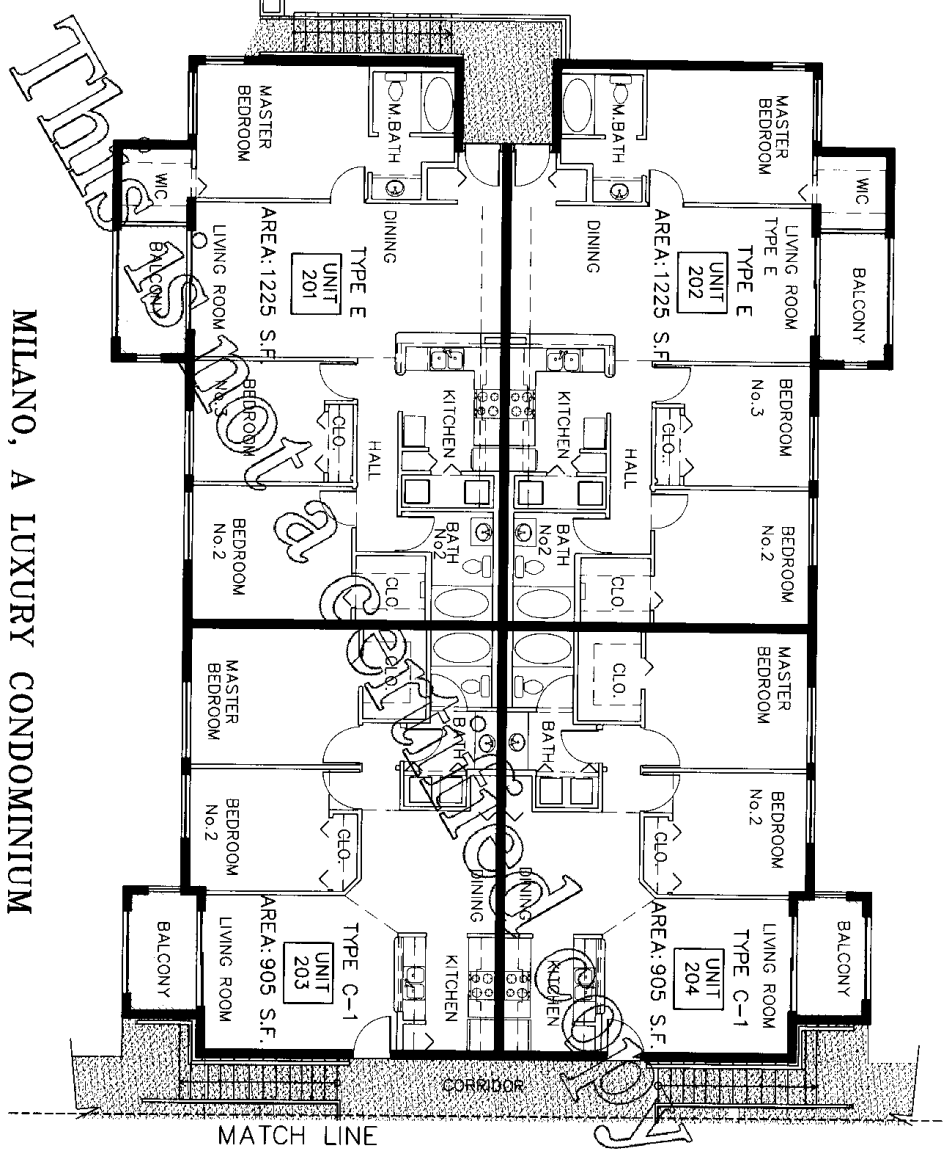 MASTER
BEDROOM
M.BATH
WIC
DINING
LIVING ROOM
BALCONY
TYPE E
UNIT
201
AREA: 1225 S.F.
BEDROOM
No.3
CLO.
HALL
KITCHEN
BEDROOM
No.2
BATH
No2
CLO.
MASTER
BEDROOM
M.BATH
WIC
DINING
LIVING ROOM
TYPE E
BALCONY
TYPE E
UNIT
202
AREA: 1225 S.F.
BEDROOM
No.3
CLO.
HALL
KITCHEN
BEDROOM
No.2
BATH
No2
CLO.
MASTER
BEDROOM
CLO.
BATH
BEDROOM
No.2
CLO.
DINING
KITCHEN
LIVING ROOM
BALCONY
TYPE C-1
UNIT
203
AREA: 905 S.F.
MASTER
BEDROOM
CLO.
BATH
BEDROOM
No.2
CLO.
DINING
KITCHEN
LIVING ROOM
BALCONY
TYPE C-1
UNIT
204
AREA: 905 S.F.
CORRIDOR
MATCH LINE
MILANO, A LUXURY CONDOMINIUM
This is not a certified copy